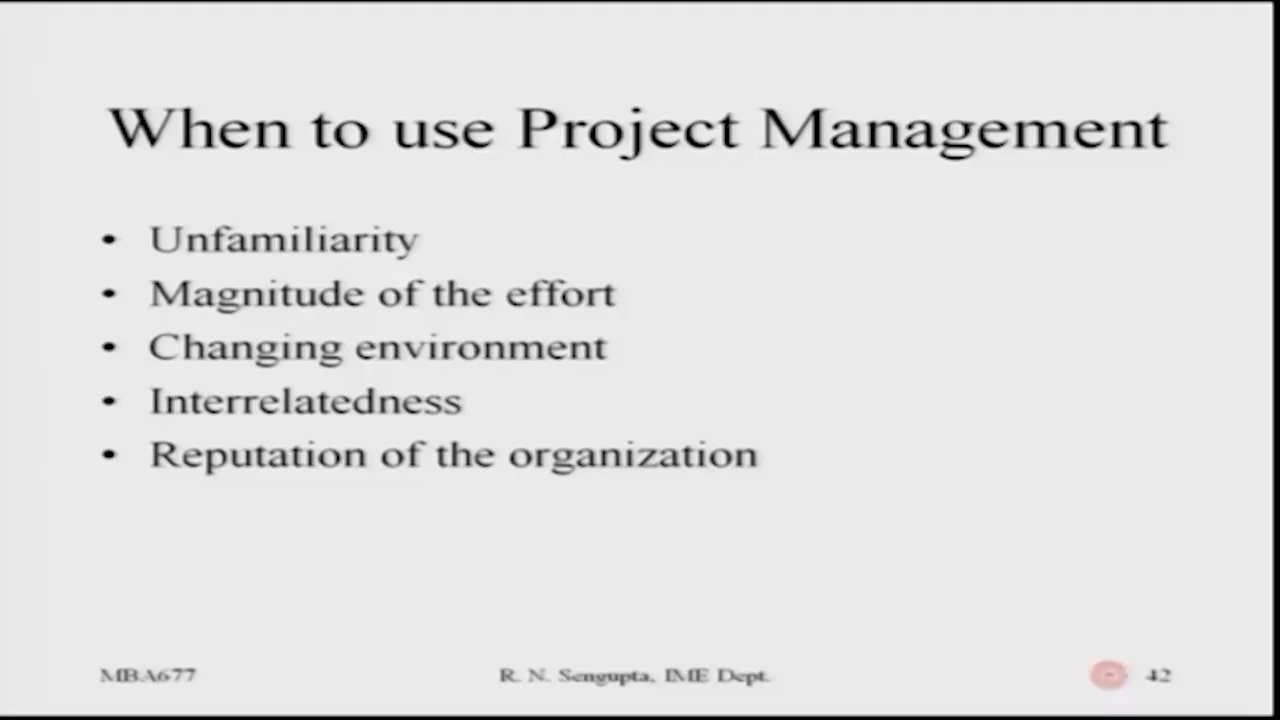 When to use Project Management
• Unfamiliarity
• Magnitude of the effort
• Changing environment
• Interrelatedness
• Reputation of the organization
MBA677 R. N. Sengupta, IME Dept. 42